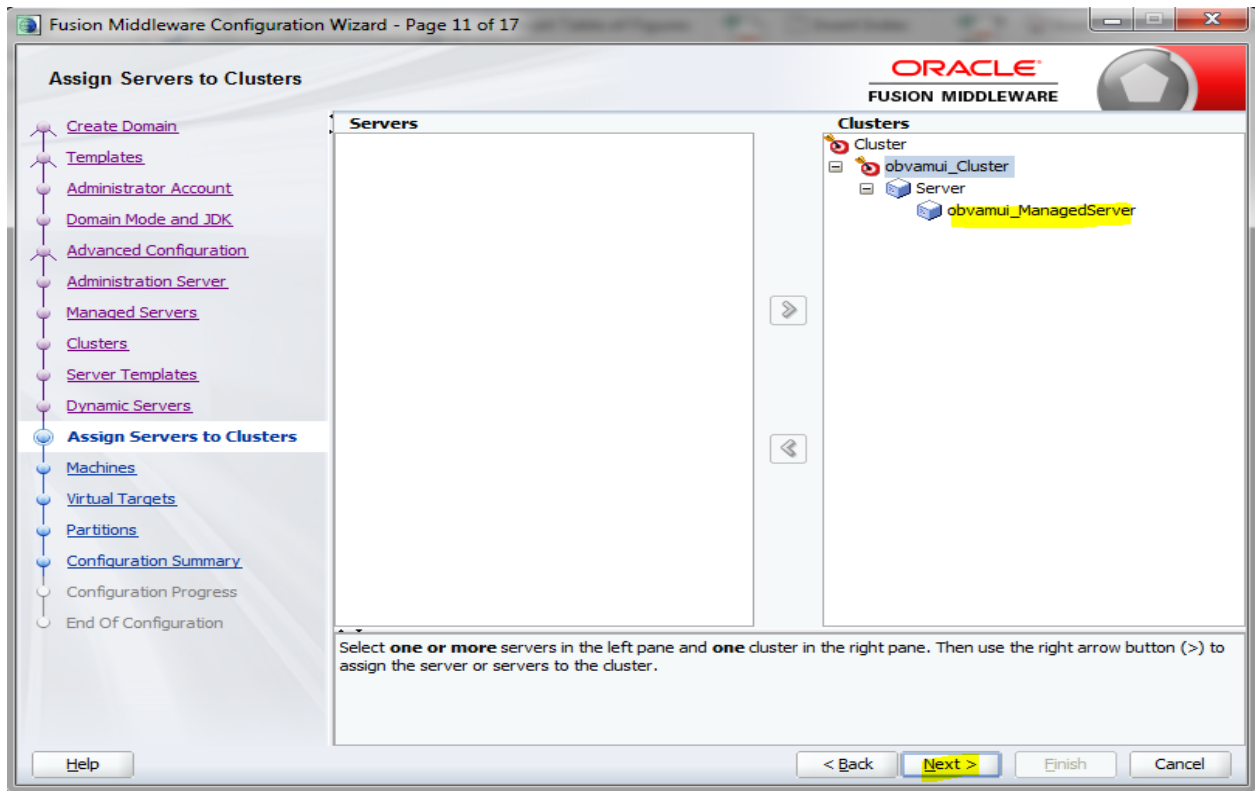 Fusion Middleware Configuration Wizard - Page 11 of 17
Assign Servers to Clusters
ORACLE
FUSION MIDDLEWARE
Create Domain
Templates
Administrator Account
Domain Mode and JDK
Advanced Configuration
Administration Server
Managed Servers
Clusters
Server Templates
Dynamic Servers
Assign Servers to Clusters
Machines
Virtual Targets
Partitions
Configuration Summary
Configuration Progress
End Of Configuration
Servers
Clusters
Cluster
obvamui_Cluster
Server
obvamui_ManagedServer
Select one or more servers in the left pane and one cluster in the right pane. Then use the right arrow button (>) to
assign the server or servers to the cluster.
Help
< Back
Next >
Finish
Cancel